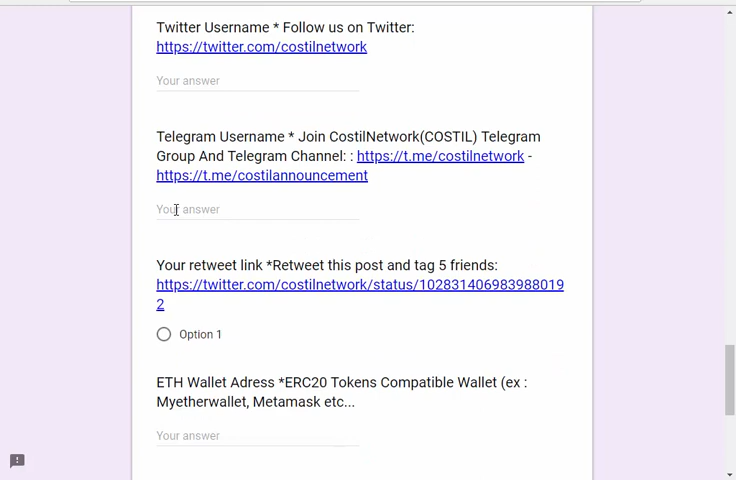 Twitter Username * Follow us on Twitter:
https://twitter.com/costilnetwork
Your answer
Telegram Username * Join CostilNetwork(COSTIL) Telegram
Group And Telegram Channel: : https://t.me/costilnetwork -
https://t.me/costilannouncement
Your answer
Your retweet link *Retweet this post and tag 5 friends:
https://twitter.com/costilnetwork/status/102831406983988019
2
Option 1
ETH Wallet Adress *ERC20 Tokens Compatible Wallet (ex :
Myetherwallet, Metamask etc...
Your answer